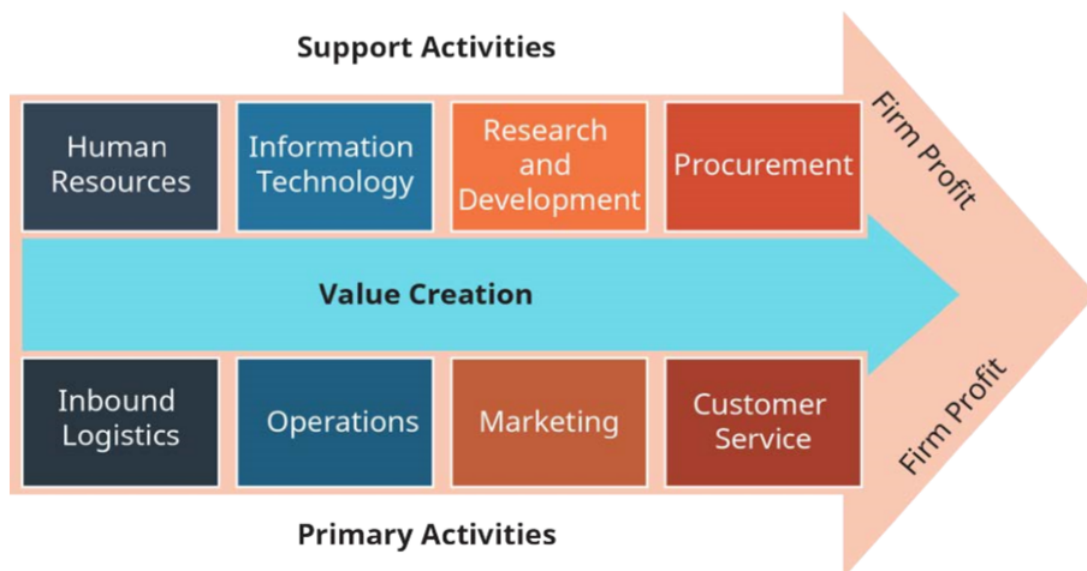 Support Activities
Human
Resources
Information
Technology
Research
and
Development
Procurement
Firm Profit
Value Creation
Inbound
Logistics
Operations
Marketing
Customer
Service
Firm Profit
Primary Activities